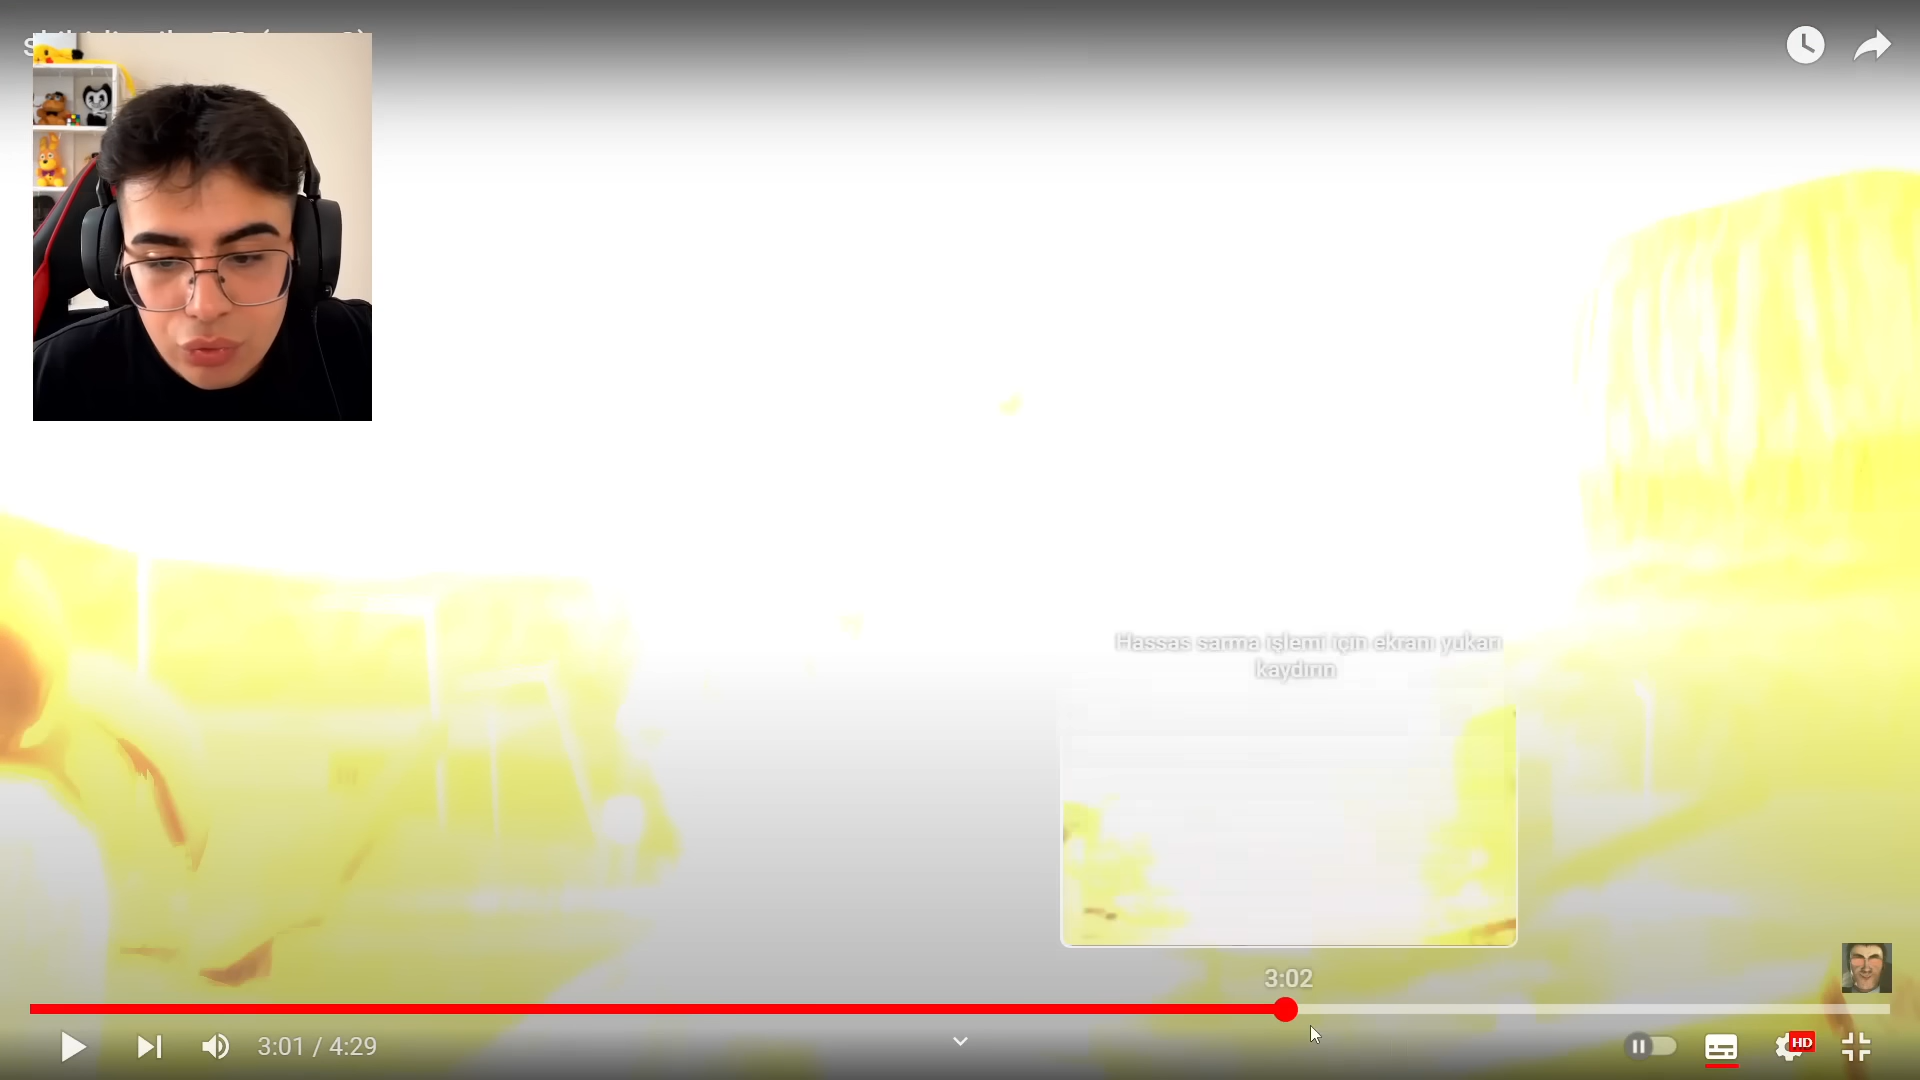 Hassas sarma işlemi için ekranı yukarı
kaydırın
3:02
3:01 / 4:29
HD